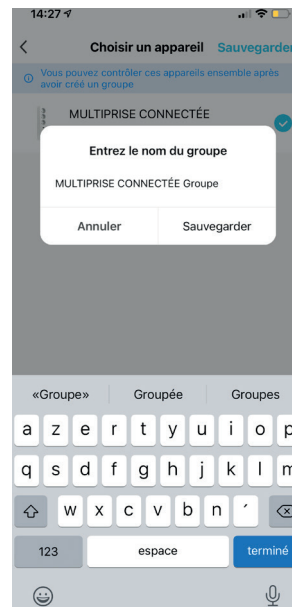 14:27
Choisir un appareil Sauvegarder
Vous pouvez contrôler ces appareils ensemble après
avoir créé un groupe
MULTIPRISE CONNECTÉE
Entrez le nom du groupe
MULTIPRISE CONNECTÉE Groupe
Annuler Sauvegarder
«Groupe» Groupée Groupes
a z e r t y u i o p
q s d f g h j k l m
w x c v b n ´
123 espace terminé